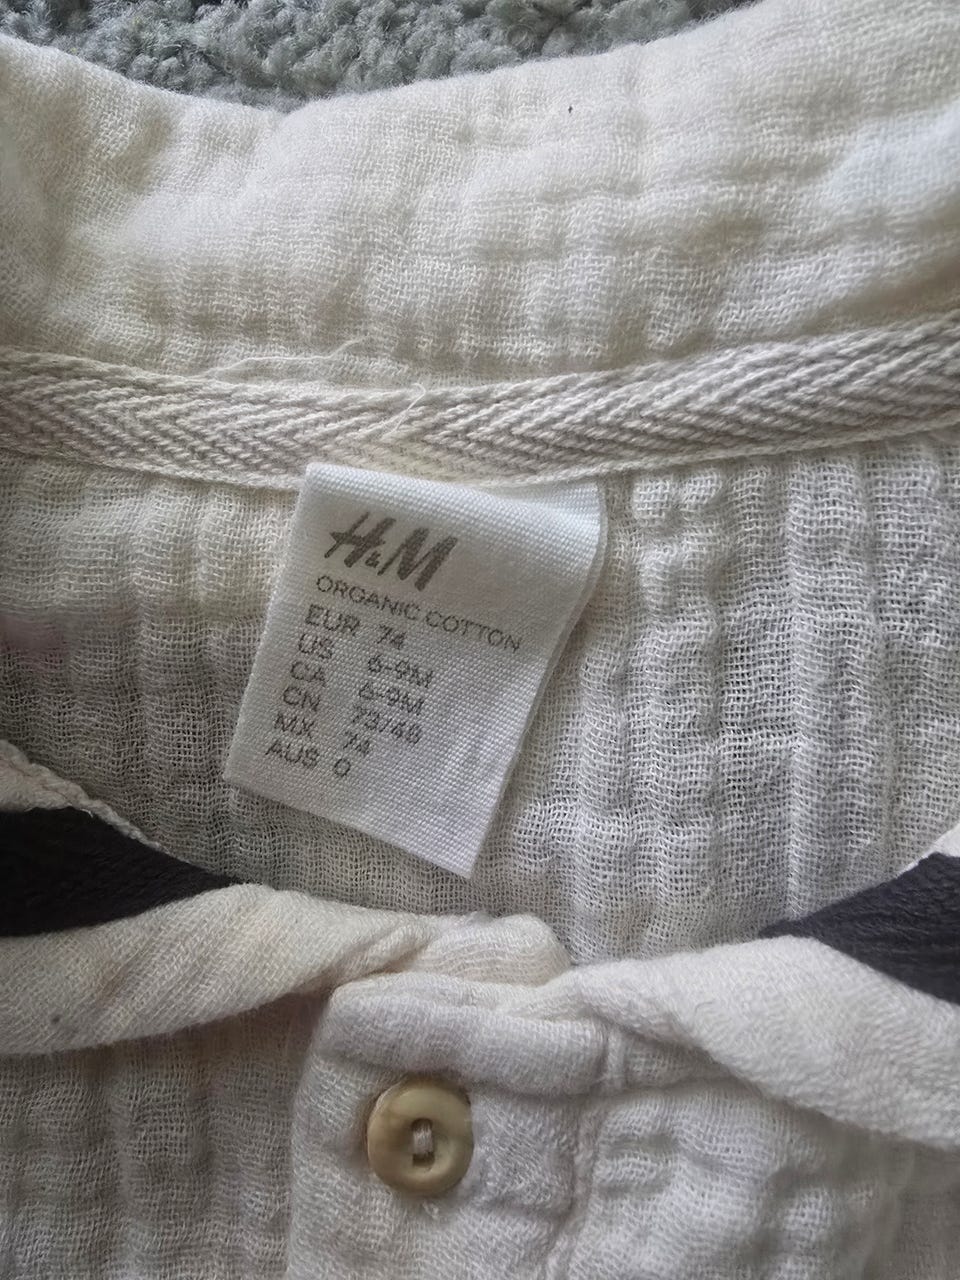 H&M
ORGANIC COTTON
EUR 74
US 6-9M
CA 6-9M
CN 73/48
MX 74
AUS 0